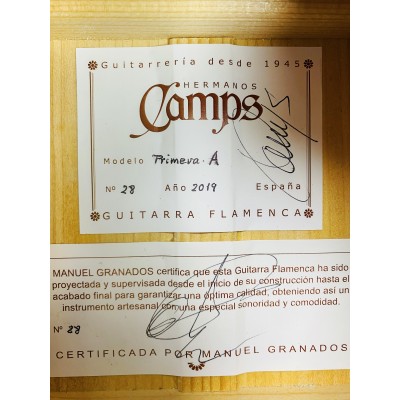 Guitarrería desde 1945
HERMANOS
Camps
Modelo Primera. A
Nº 28 Año 2019 España
GUITARRA FLAMENCA
MANUEL GRANADOS certifica que esta Guitarra Flamenca ha sido
proyectada y supervisada desde el inicio de su construcción hasta el
acabado final para garantizar una óptima calidad, obteniendo así un
instrumento artesanal con una especial sonoridad y comodidad.
Nº 28
CERTIFICADA POR MANUEL GRANADOS